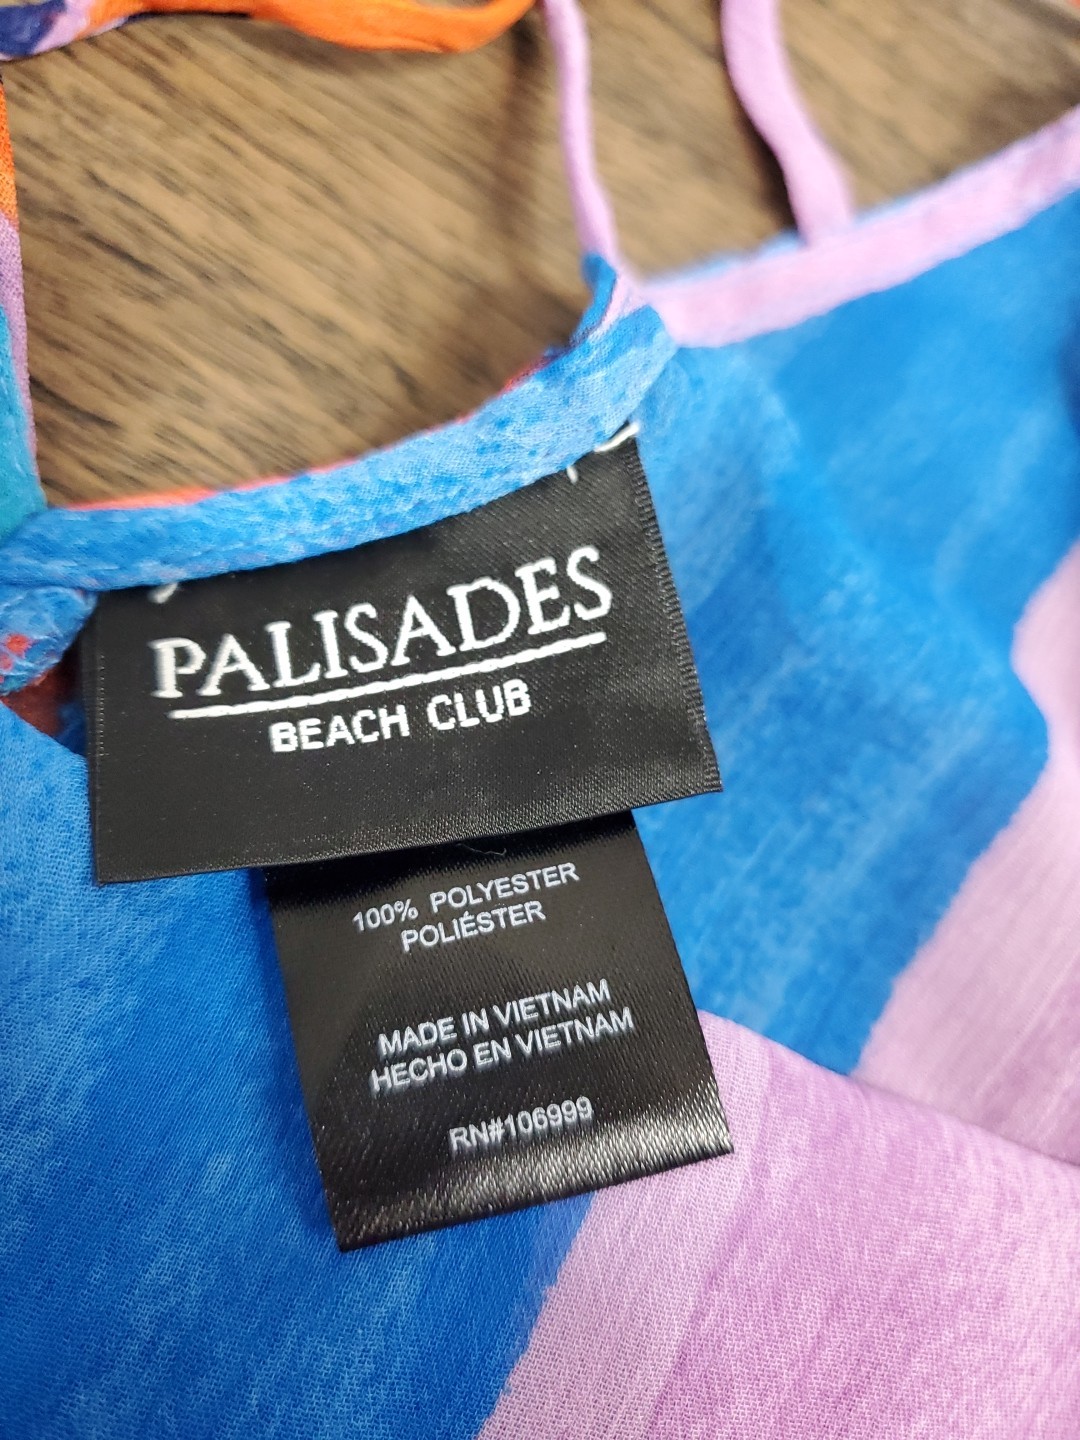 PALISADES
BEACH CLUB
100% POLYESTER
POLIÉSTER
MADE IN VIETNAM
HECHO EN VIETNAM
RN#106999